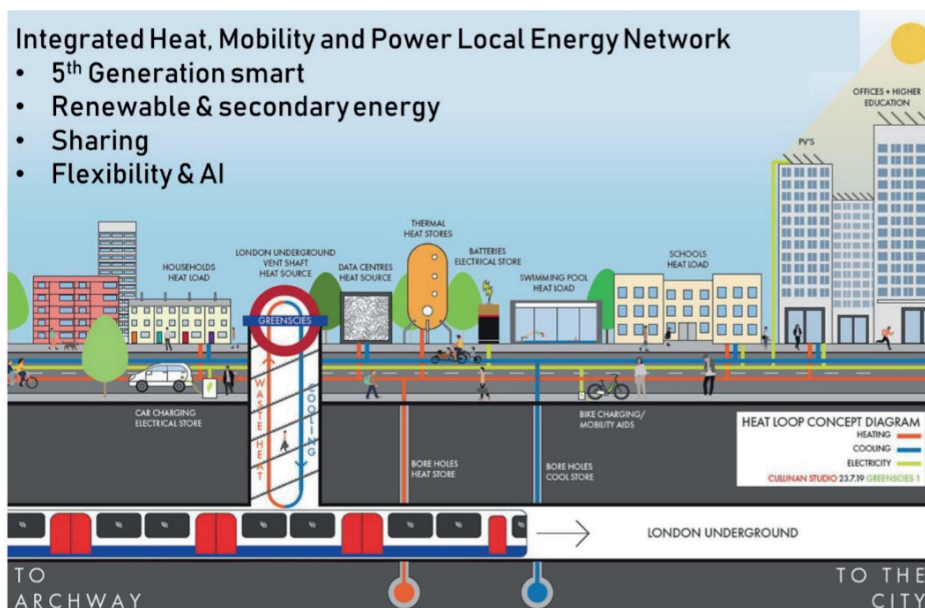 Integrated Heat, Mobility and Power Local Energy Network
• 5th Generation smart
• Renewable & secondary energy
• Sharing
• Flexibility & AI
OFFICES + HIGHER
EDUCATION
PV'S
THERMAL
HEAT STORES
HOUSEHOLDS
HEAT LOAD
LONDON UNDERGROUND
VENT SHAFT
HEAT SOURCE
DATA CENTRES
HEAT SOURCE
BATTERIES
ELECTRICAL STORE
SWIMMING POOL
HEAT LOAD
SCHOOLS
HEAT LOAD
GREENSCIES
WASTE HEAT
COOLING
CAR CHARGING
ELECTRICAL STORE
BIKE CHARGING/
MOBILITY AIDS
HEAT LOOP CONCEPT DIAGRAM
HEATING
COOLING
ELECTRICITY
CULLINAN STUDIO 23.7.19 GREENSCIES 1
BORE HOLES
HEAT STORE
BORE HOLES
COOL STORE
LONDON UNDERGROUND
TO
ARCHWAY
TO THE
CITY